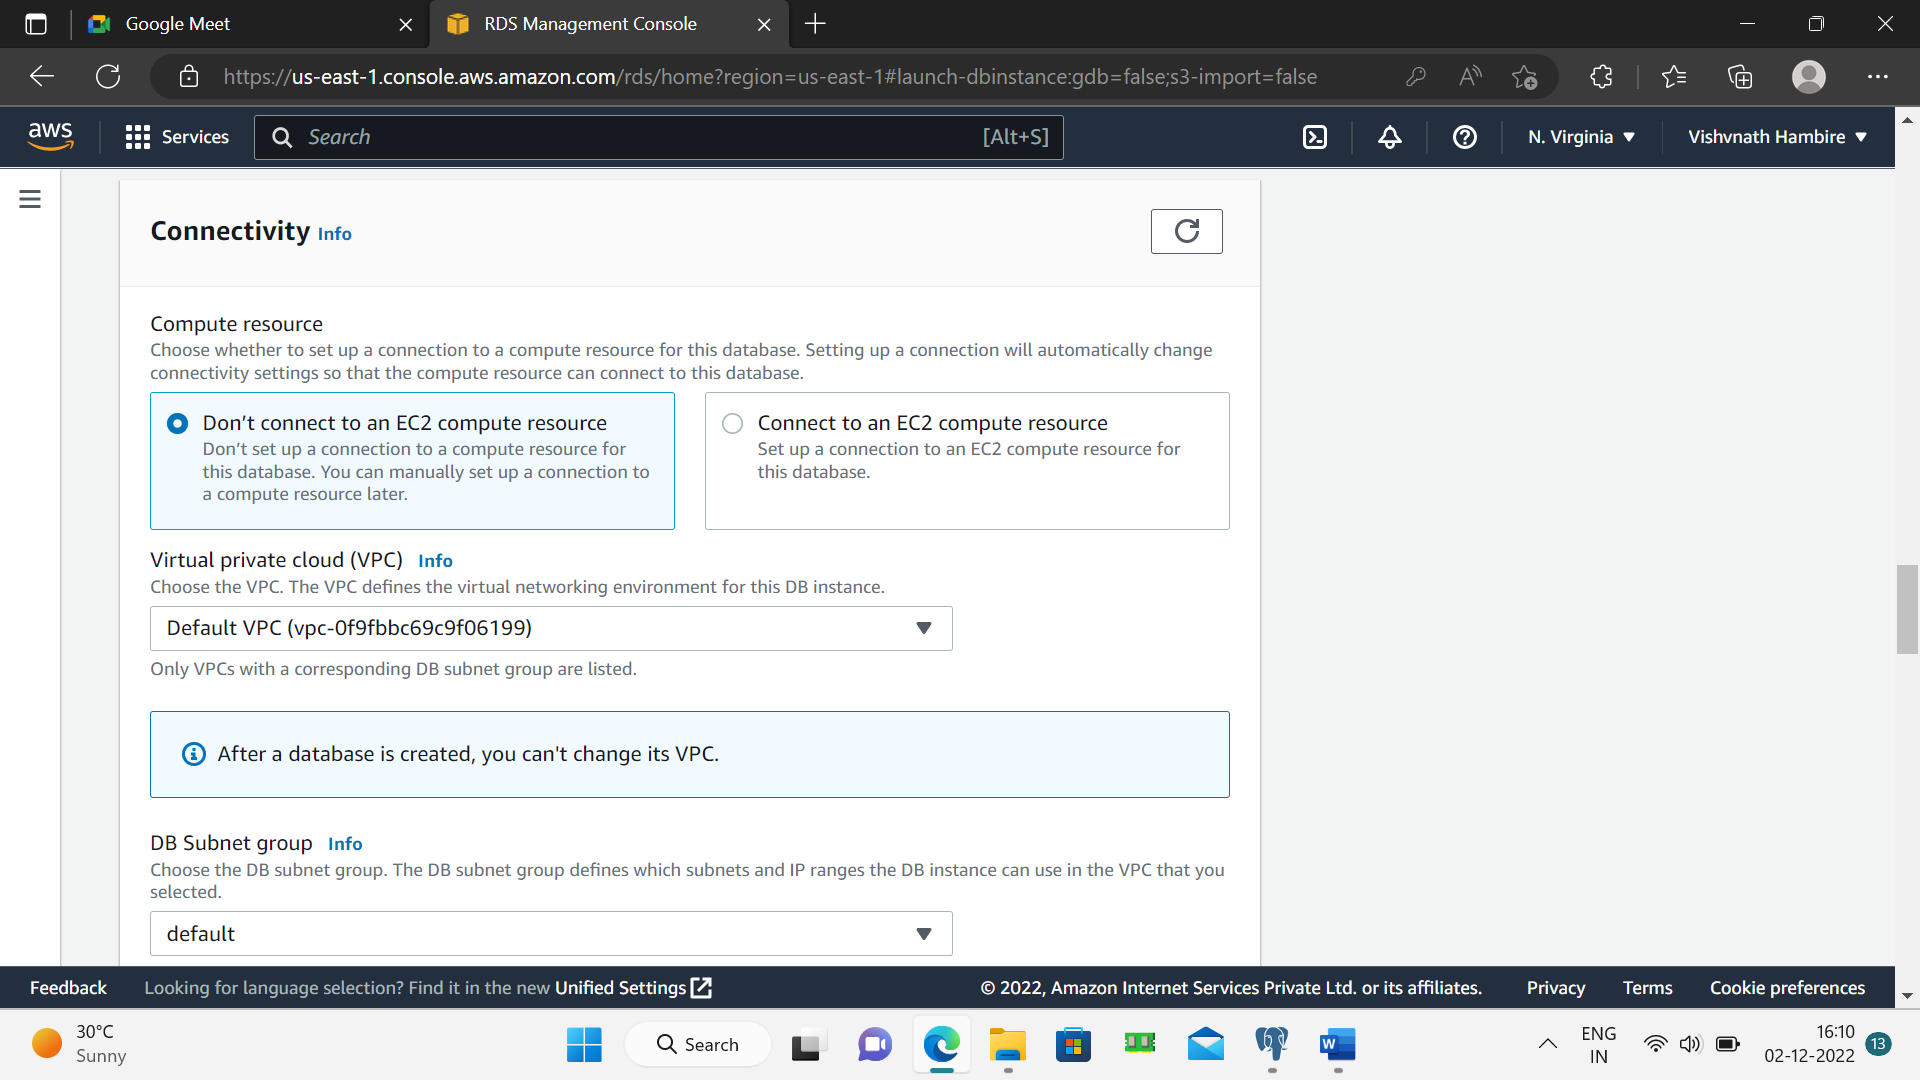 Google Meet
RDS Management Console
https://us-east-1.console.aws.amazon.com/rds/home?region=us-east-1#launch-dbinstance:gdb=false;s3-import=false
aws
Services
Search
[Alt+S]
N. Virginia
Vishvnath Hambire
Connectivity Info
Compute resource
Choose whether to set up a connection to a compute resource for this database. Setting up a connection will automatically change
connectivity settings so that the compute resource can connect to this database.
Don’t connect to an EC2 compute resource
Don’t set up a connection to a compute resource for
this database. You can manually set up a connection to
a compute resource later.
Connect to an EC2 compute resource
Set up a connection to an EC2 compute resource for
this database.
Virtual private cloud (VPC) Info
Choose the VPC. The VPC defines the virtual networking environment for this DB instance.
Default VPC (vpc-0f9fbbc69c9f06199)
Only VPCs with a corresponding DB subnet group are listed.
After a database is created, you can't change its VPC.
DB Subnet group Info
Choose the DB subnet group. The DB subnet group defines which subnets and IP ranges the DB instance can use in the VPC that you
selected.
default
Feedback
Looking for language selection? Find it in the new Unified Settings
© 2022, Amazon Internet Services Private Ltd. or its affiliates.
Privacy
Terms
Cookie preferences
30°C
Sunny
Search
ENG
IN
16:10
02-12-2022
13